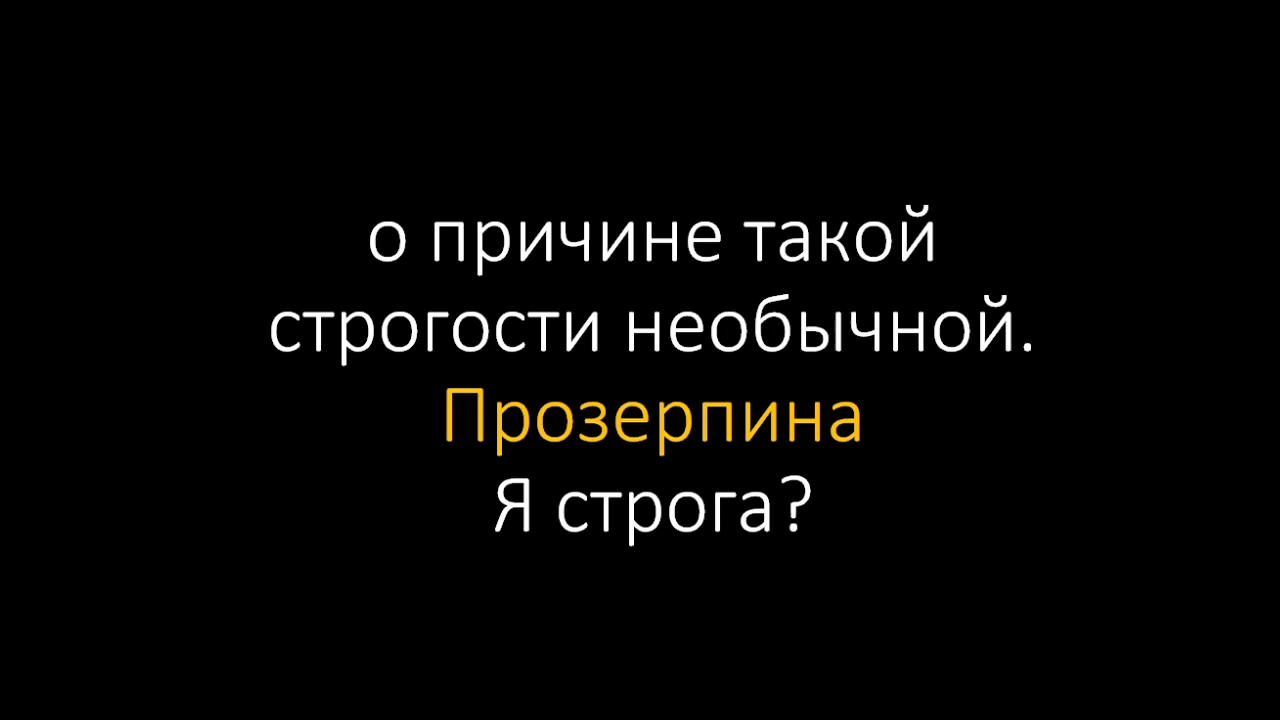 о причине такой
строгости необычной.
Прозерпина
Я строга?